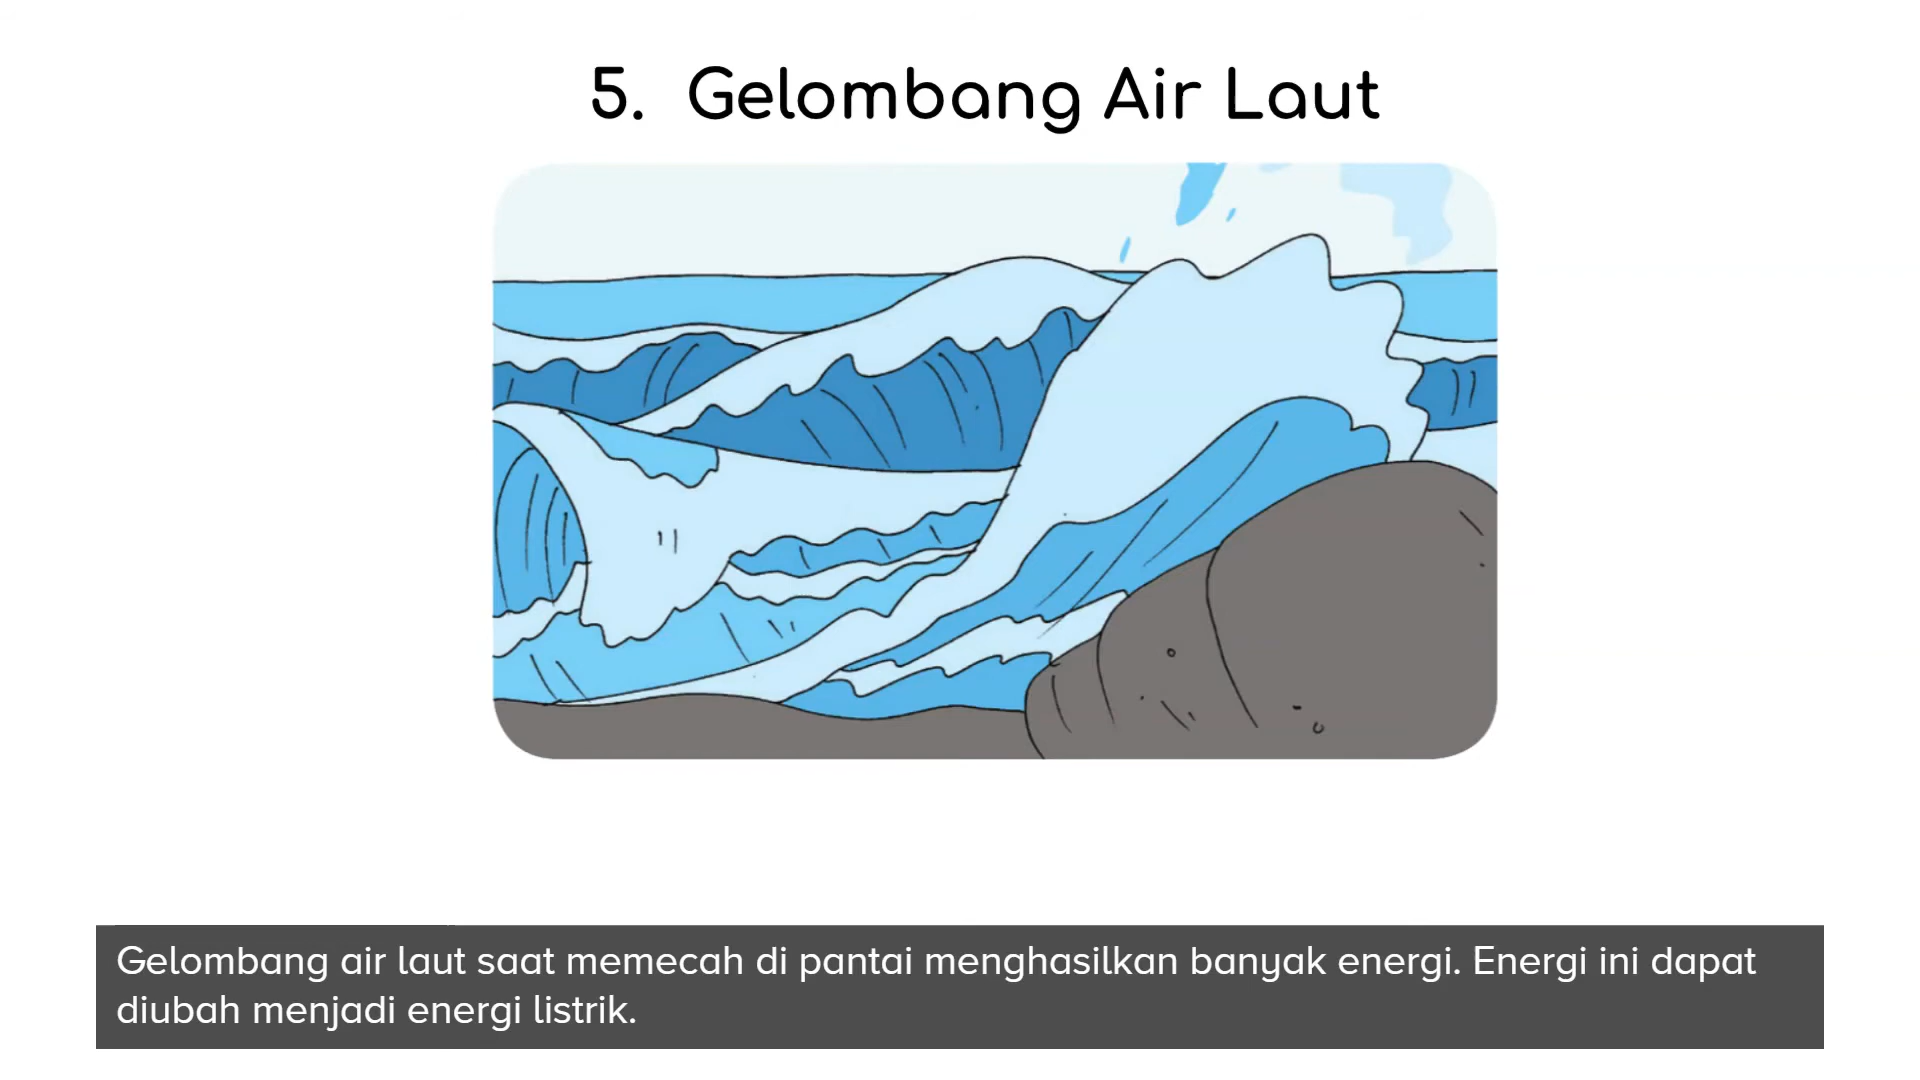 5. Gelombang Air Laut
Gelombang air laut saat memecah di pantai menghasilkan banyak energi. Energi ini dapat
diubah menjadi energi listrik.